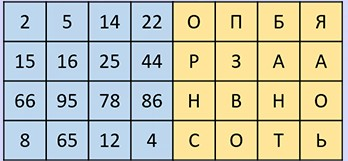 2 5 14 22 О П Б Я
15 16 25 44 Р З А А
66 95 78 86 Н В Н О
8 65 12 4 С О Т Ь